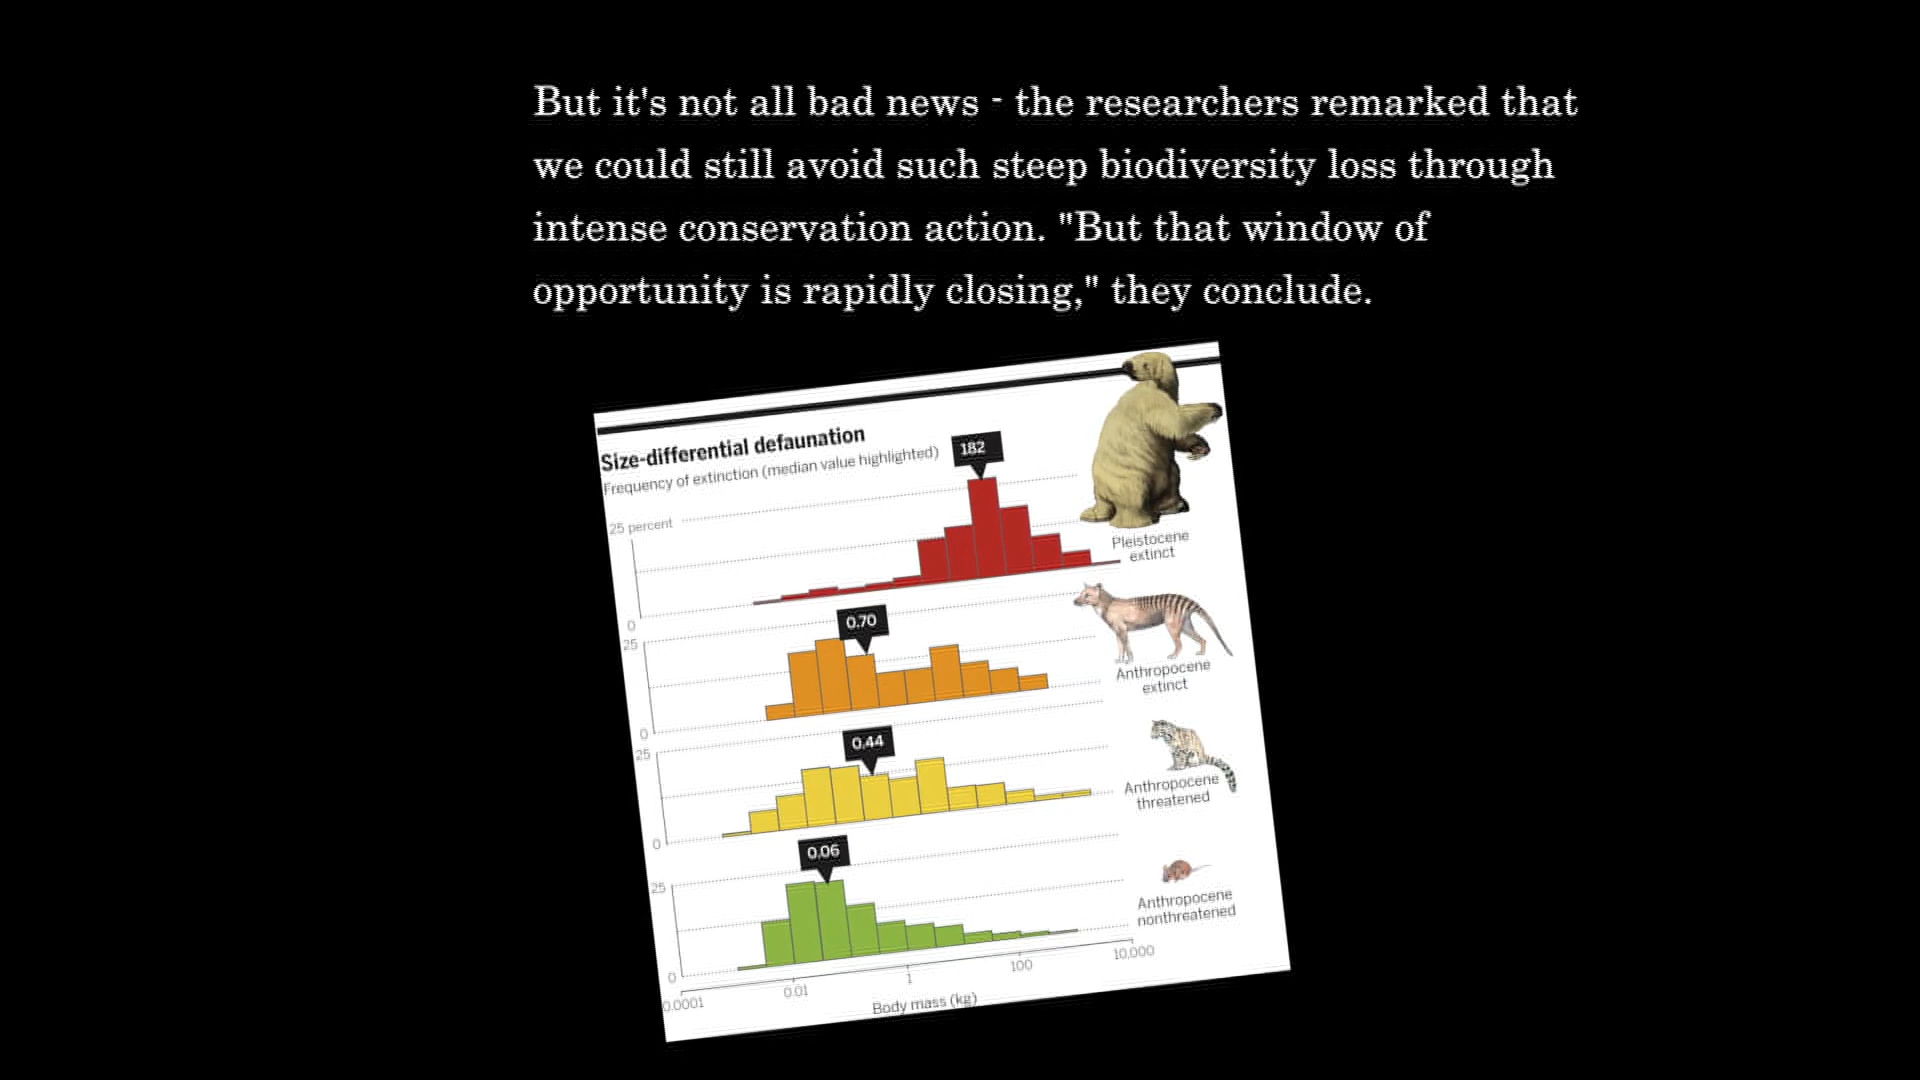 But it's not all bad news - the researchers remarked that
we could still avoid such steep biodiversity loss through
intense conservation action. "But that window of
opportunity is rapidly closing," they conclude.
Size-differential defaunation
Frequency of extinction (median value highlighted)
182
25 percent
0
Pleistocene
extinct
0.70
25
0
Anthropocene
extinct
0.44
25
0
Anthropocene
threatened
0.06
25
0
Anthropocene
nonthreatened
0.0001
0.01
1
100
10,000
Body mass (kg)